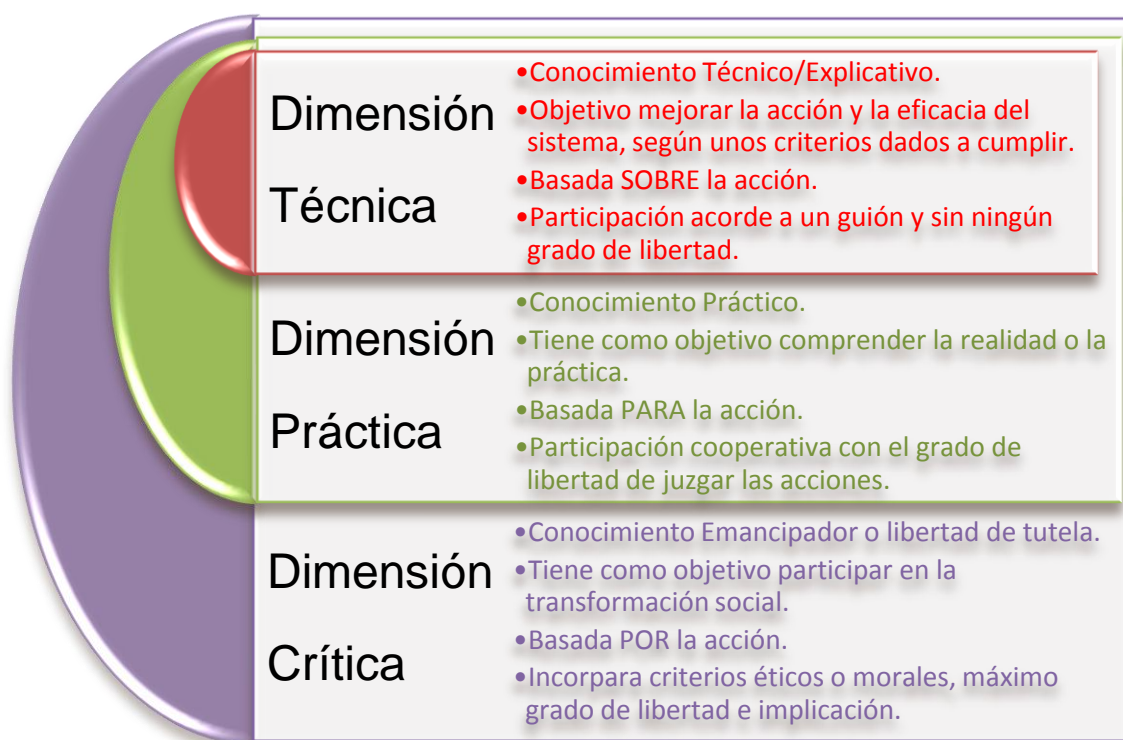 Dimensión
Técnica
•Conocimiento Técnico/Explicativo.
•Objetivo mejorar la acción y la eficacia del
sistema, según unos criterios dados a cumplir.
•Basada SOBRE la acción.
•Participación acorde a un guión y sin ningún
grado de libertad.
Dimensión
Práctica
•Conocimiento Práctico.
•Tiene como objetivo comprender la realidad o la
práctica.
•Basada PARA la acción.
•Participación cooperativa con el grado de
libertad de juzgar las acciones.
Dimensión
Crítica
•Conocimiento Emancipador o libertad de tutela.
•Tiene como objetivo participar en la
transformación social.
•Basada POR la acción.
•Incorpara criterios éticos o morales, máximo
grado de libertad e implicación.